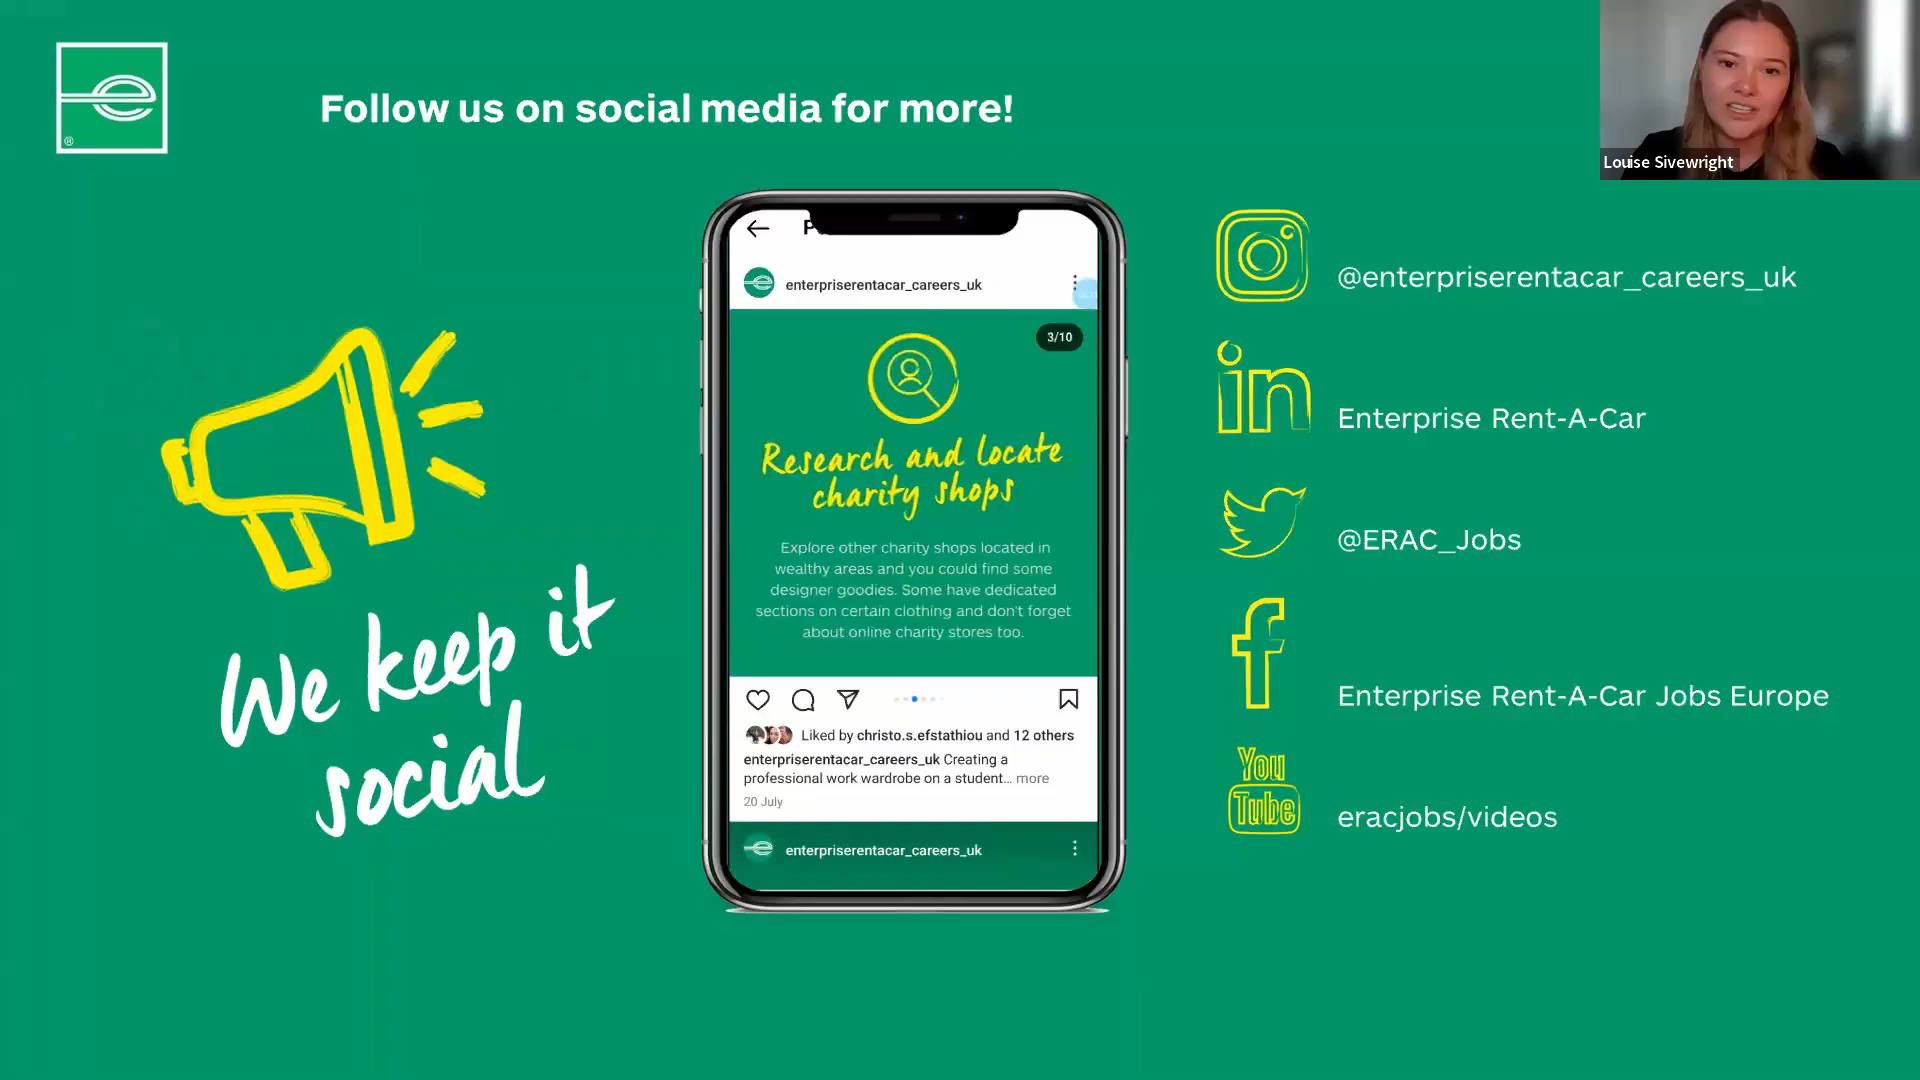 Follow us on social media for more!
Louise Sivewright
enterpriserentacar_careers_uk
3/10
Research and locate
charity shops
Explore other charity shops located in
wealthy areas and you could find some
designer goodies. Some have dedicated
sections on certain clothing and don't forget
about online charity stores too.
Liked by christo.s.efstathiou and 12 others
enterpriserentacar_careers_uk Creating a
professional work wardrobe on a student... more
20 July
enterpriserentacar_careers_uk
We keep it
social
@enterpriserentacar_careers_uk
in
Enterprise Rent-A-Car
@ERAC_Jobs
f
Enterprise Rent-A-Car Jobs Europe
You
Tube
eracjobs/videos